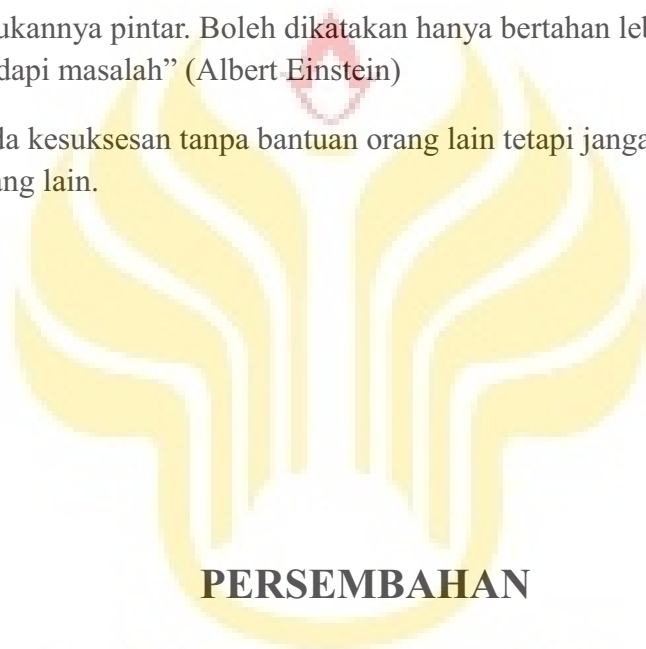 ukannya pintar. Boleh dikatakan hanya bertahan leb
dapi masalah” (Albert Einstein)
da kesuksesan tanpa bantuan orang lain tetapi janga
ang lain.
PERSEMBAHAN